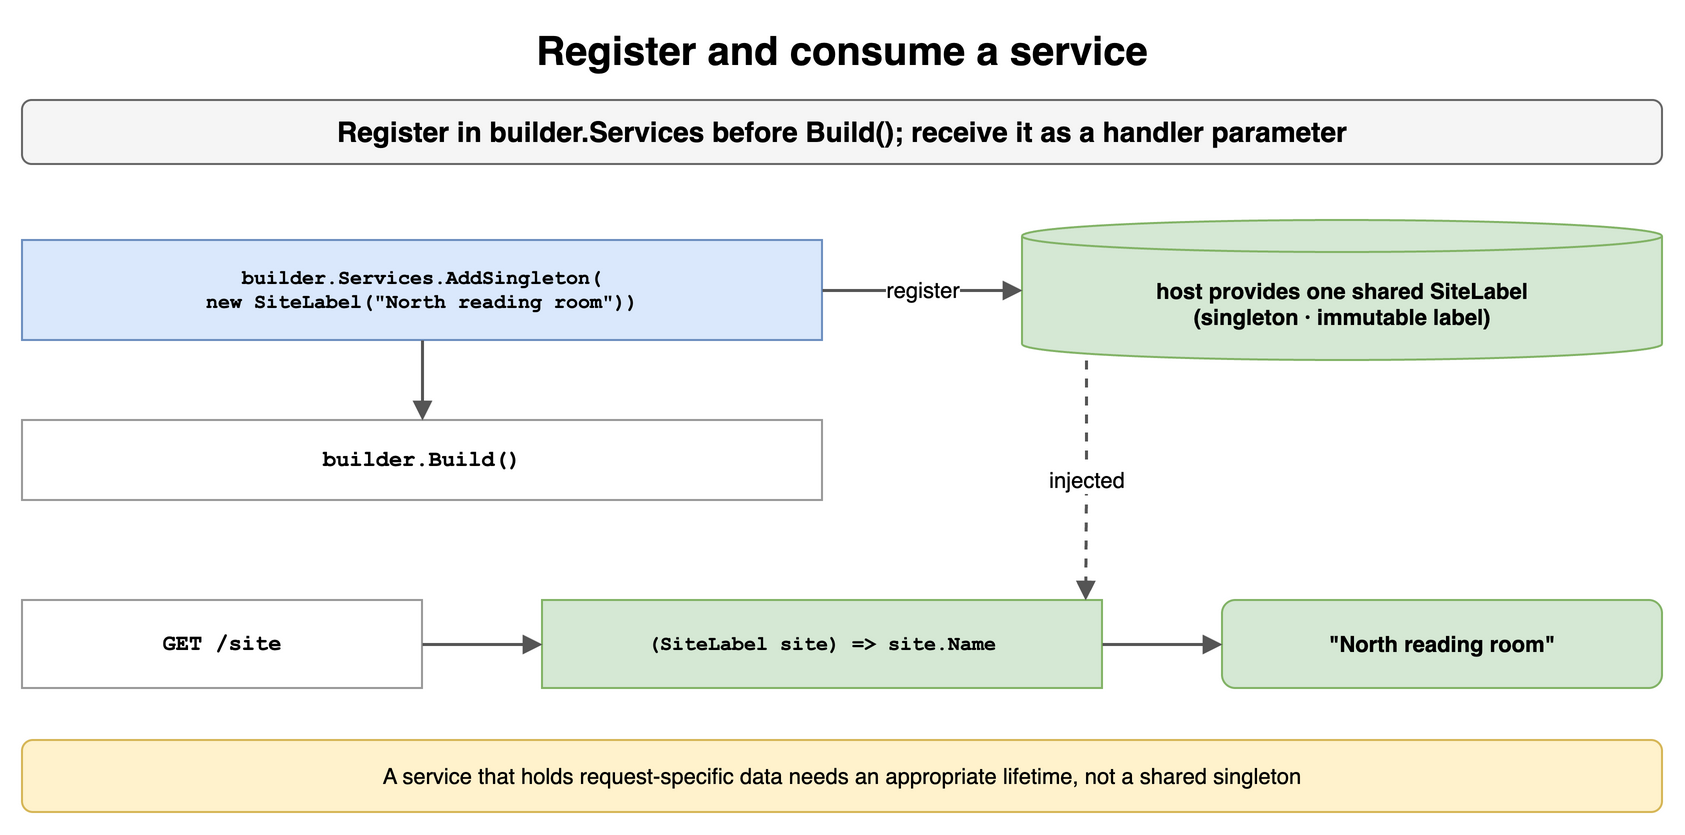 Register and consume a service
Register in builder.Services before Build(); receive it as a handler parameter
builder.Services.AddSingleton(
new SiteLabel("North reading room"))
register
host provides one shared SiteLabel
(singleton · immutable label)
builder.Build()
injected
GET /site
(SiteLabel site) => site.Name
"North reading room"
A service that holds request-specific data needs an appropriate lifetime, not a shared singleton